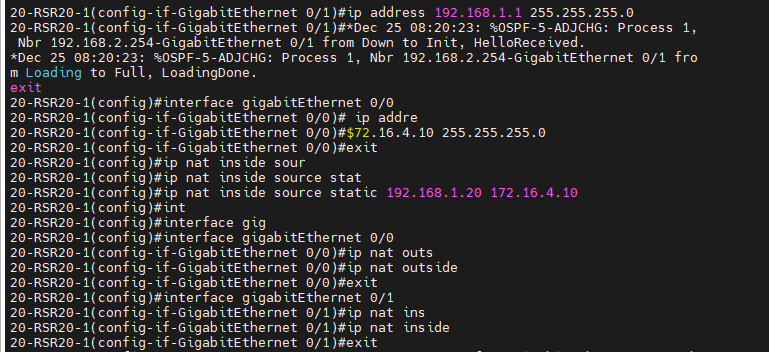 20-RSR20-1(config-if-GigabitEthernet 0/1)#ip address 192.168.1.1 255.255.255.0
20-RSR20-1(config-if-GigabitEthernet 0/1)#*Dec 25 08:20:23: %OSPF-5-ADJCHG: Process 1,
 Nbr 192.168.2.254-GigabitEthernet 0/1 from Down to Init, HelloReceived.
*Dec 25 08:20:23: %OSPF-5-ADJCHG: Process 1, Nbr 192.168.2.254-GigabitEthernet 0/1 fro
m Loading to Full, LoadingDone.
exit
20-RSR20-1(config)#interface gigabitEthernet 0/0
20-RSR20-1(config-if-GigabitEthernet 0/0)# ip addre
20-RSR20-1(config-if-GigabitEthernet 0/0)#$72.16.4.10 255.255.255.0
20-RSR20-1(config-if-GigabitEthernet 0/0)#exit
20-RSR20-1(config)#ip nat inside sour
20-RSR20-1(config)#ip nat inside source stat
20-RSR20-1(config)#ip nat inside source static 192.168.1.20 172.16.4.10
20-RSR20-1(config)#int
20-RSR20-1(config)#interface gig
20-RSR20-1(config)#interface gigabitEthernet 0/0
20-RSR20-1(config-if-GigabitEthernet 0/0)#ip nat outs
20-RSR20-1(config-if-GigabitEthernet 0/0)#ip nat outside
20-RSR20-1(config-if-GigabitEthernet 0/0)#exit
20-RSR20-1(config)#interface gigabitEthernet 0/1
20-RSR20-1(config-if-GigabitEthernet 0/1)#ip nat ins
20-RSR20-1(config-if-GigabitEthernet 0/1)#ip nat inside
20-RSR20-1(config-if-GigabitEthernet 0/1)#exit